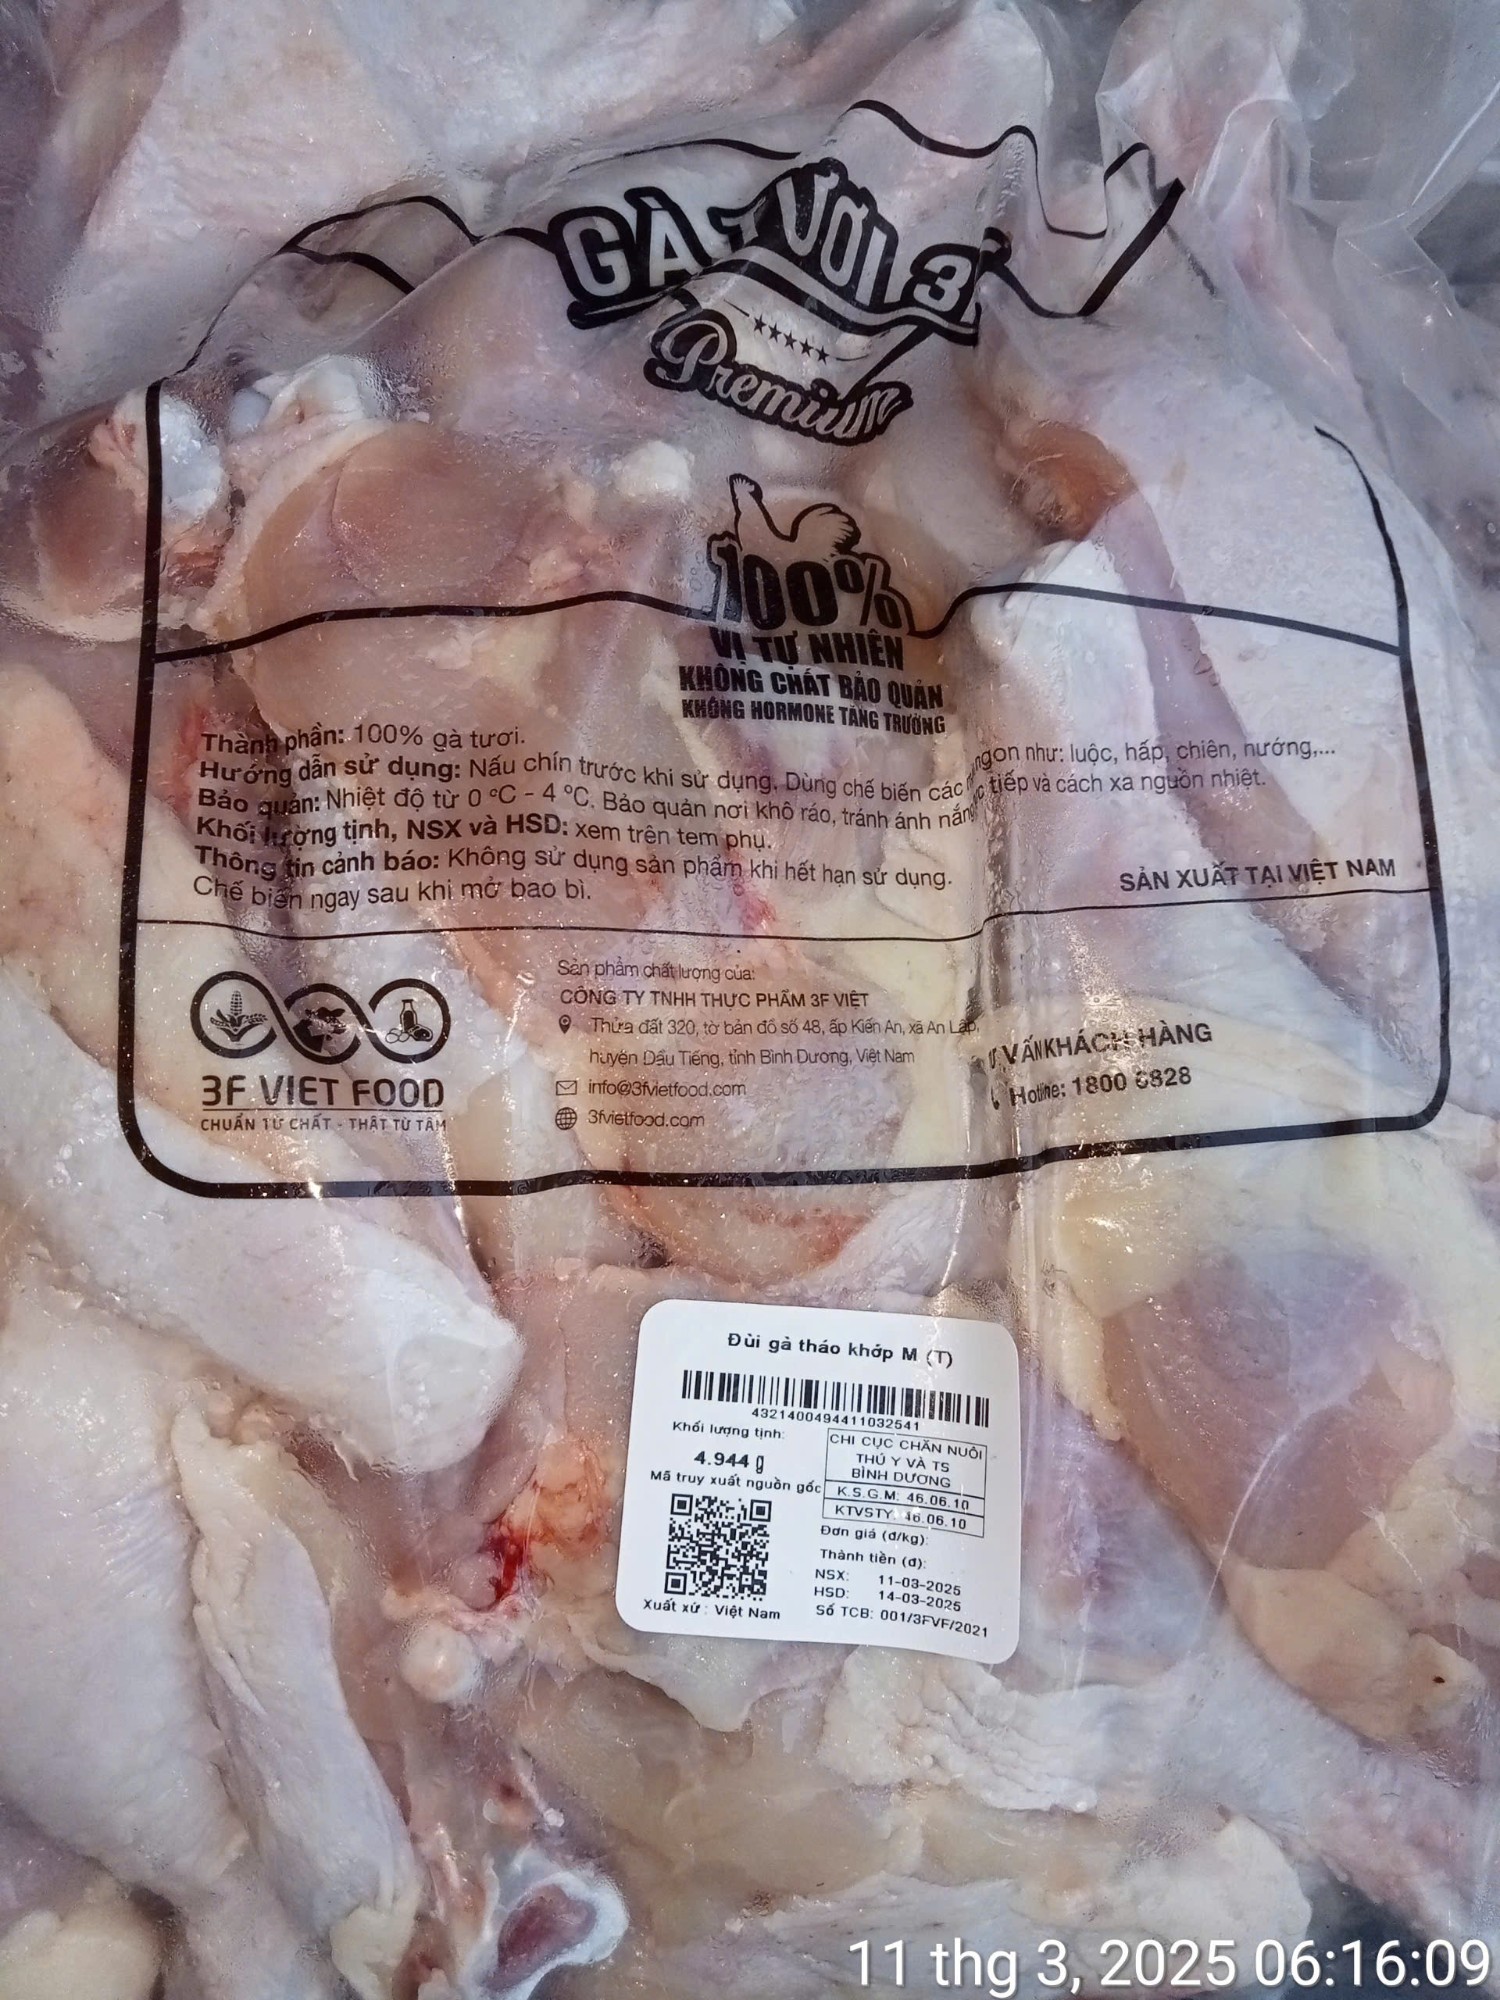 GÀ TƯƠI 3
Premium
100%
VỊ TỰ NHIÊN
KHÔNG CHẤT BẢO QUẢN
KHÔNG HORMONE TĂNG TRƯỞNG
Thành phần: 100% gà tươi.
Hướng dẫn sử dụng: Nấu chín trước khi sử dụng. Dùng chế biến các ngon như: luộc, hấp, chiên, nướng,...
Bảo quản: Nhiệt độ từ 0 °C - 4 °C. Bảo quản nơi khô ráo, tránh ánh nắng tiếp và cách xa nguồn nhiệt.
Khối lượng tịnh, NSX và HSD: xem trên tem phụ.
Thông tin cảnh báo: Không sử dụng sản phẩm khi hết hạn sử dụng.
Chế biến ngay sau khi mở bao bì.
SẢN XUẤT TẠI VIỆT NAM
3F VIET FOOD
CHUẨN TỪ CHẤT - THẬT TỪ TÂM
Sản phẩm chất lượng của:
CÔNG TY TNHH THỰC PHẨM 3F VIỆT
Thửa đất 320, tờ bản đồ số 48, ấp Kiến An, xã An Lập,
huyện Dầu Tiếng, tỉnh Bình Dương, Việt Nam
info@3fvietfood.com
3fvietfood.com
VẤN KHÁCH HÀNG
Hotline: 1800 6828
Đùi gà tháo khớp M (T)
4321400494411032541
Khối lượng tịnh:
4.944 g
Mã truy xuất nguồn gốc
Xuất xứ : Việt Nam
CHI CỤC CHĂN NUÔI
THÚ Y VÀ TS
BÌNH DƯƠNG
K.S.G.M: 46.06.10
KTVSTY: 46.06.10
Đơn giá (đ/kg):
Thành tiền (đ):
NSX: 11-03-2025
HSD: 14-03-2025
Số TCB: 001/3FVF/2021
11 thg 3, 2025 06:16:09